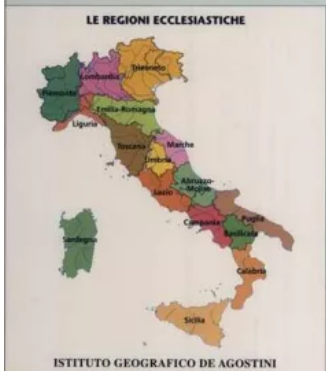 LE REGIONI ECCLESIASTICHE
Triveneto
Lombardia
Piemonte
Emilia-Romagna
Liguria
Toscana
Marche
Umbria
Lazio
Abruzzo-
Molise
Puglia
Campania
Basilicata
Sardegna
Calabria
Sicilia
ISTITUTO GEOGRAFICO DE AGOSTINI